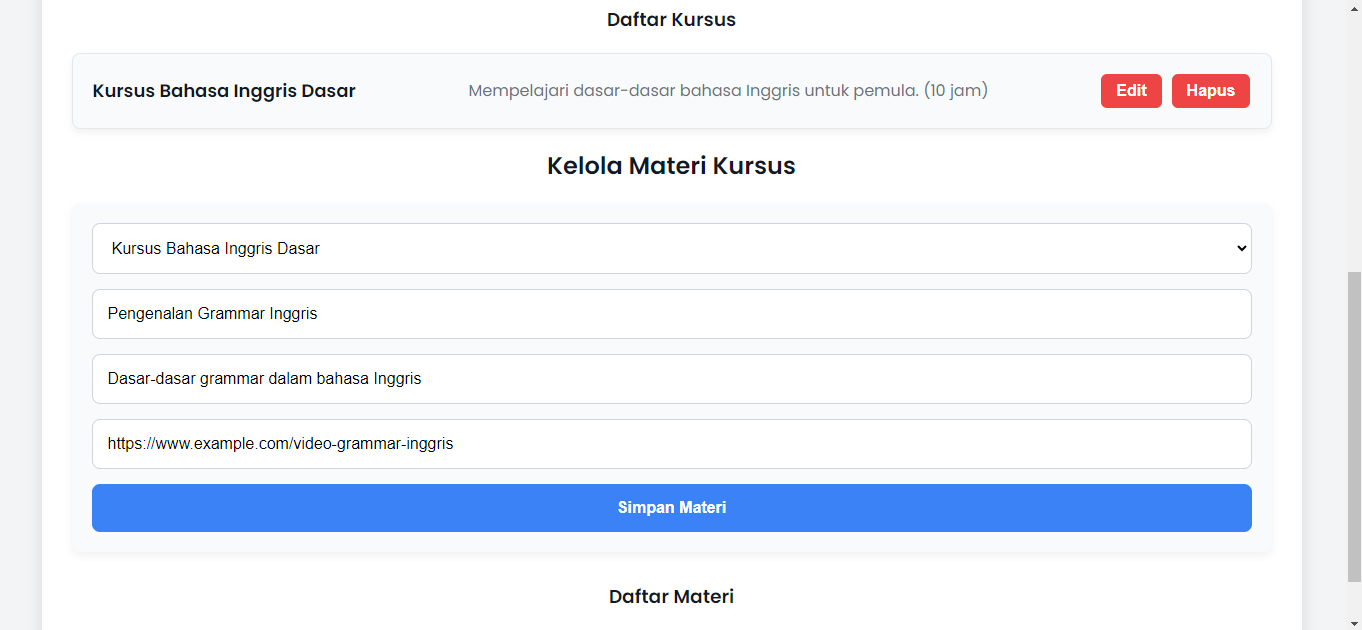 Daftar Kursus
Kursus Bahasa Inggris Dasar
Mempelajari dasar-dasar bahasa Inggris untuk pemula. (10 jam)
Edit
Hapus
Kelola Materi Kursus
Kursus Bahasa Inggris Dasar
Pengenalan Grammar Inggris
Dasar-dasar grammar dalam bahasa Inggris
https://www.example.com/video-grammar-inggris
Simpan Materi
Daftar Materi